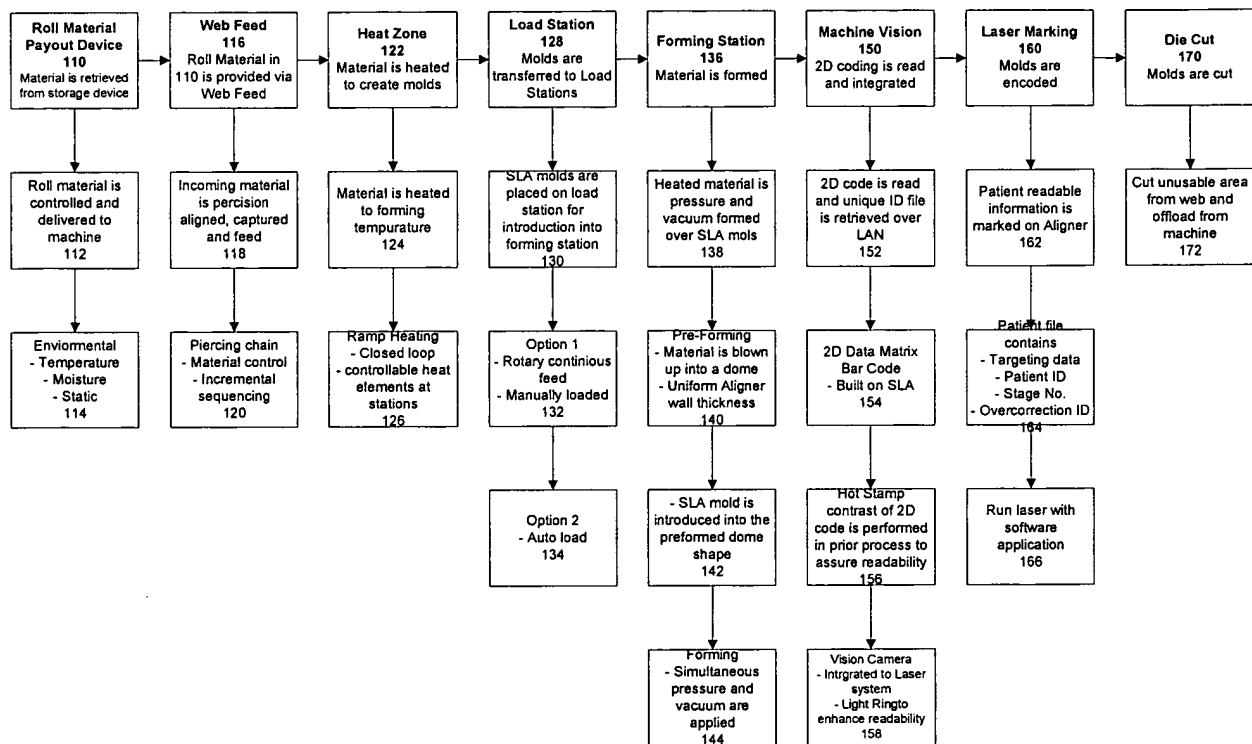 Roll Material
Payout Device
110
Material is retrieved
from storage device
Web Feed
116
Roll Material in
110 is provided via
Web Feed
Heat Zone
122
Material is heated
to create molds
Load Station
128
Molds are
transferred to Load
Stations
Forming Station
136
Material is formed
Machine Vision
150
2D coding is read
and integrated
Laser Marking
160
Molds are
encoded
Die Cut
170
Molds are cut
Roll material is
controlled and
delivered to
machine
112
Incoming material
is percision
aligned, captured
and feed
118
Material is heated
to forming
tempurature
124
SLA molds are
placed on load
station for
introduction into
forming station
130
Heated material is
pressure and
vacuum formed
over SLA mols
138
2D code is read
and unique ID file
is retrieved over
LAN
152
Patient readable
information is
marked on Aligner
162
Cut unusable area
from web and
offload from
machine
172
Enviormental
- Temperature
- Moisture
- Static
114
Piercing chain
- Material control
- Incremental
sequencing
120
Ramp Heating
- Closed loop
- controllable heat
elements at
stations
126
Option 1
- Rotary continious
feed
- Manually loaded
132
Pre-Forming
- Material is blown
up into a dome
- Uniform Aligner
wall thickness
140
2D Data Matrix
Bar Code
- Built on SLA
154
Patient file
contains
- Targeting data
- Patient ID
- Stage No.
- Overcorrection ID
164
Option 2
- Auto load
134
- SLA mold is
introduced into the
preformed dome
shape
142
Hot Stamp
contrast of 2D
code is performed
in prior process to
assure readability
156
Run laser with
software
application
166
Forming
- Simultaneous
pressure and
vacuum are
applied
144
Vision Camera
- Intrgrated to Laser
system
- Light Ringto
enhance readability
158